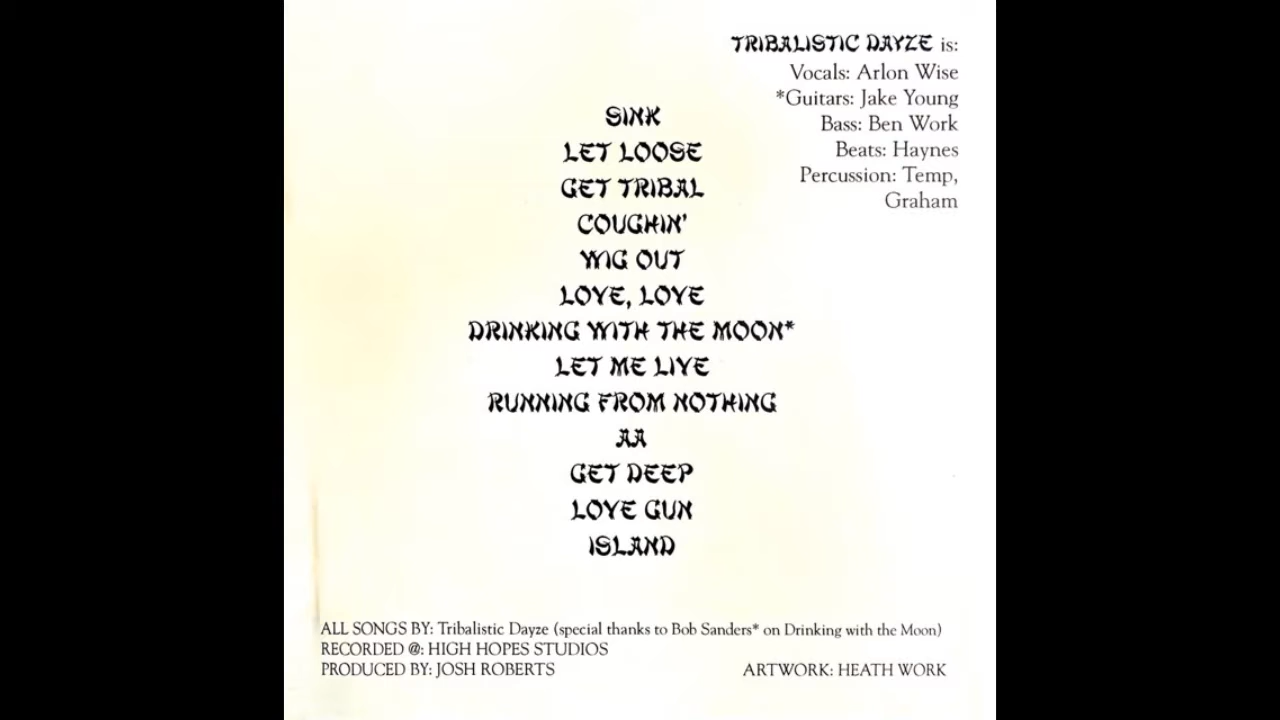 TRIBALISTIC DAYZE is:
Vocals: Arlon Wise
*Guitars: Jake Young
Bass: Ben Work
Beats: Haynes
Percussion: Temp,
Graham
SINK
LET LOOSE
GET TRIBAL
COUGHIN'
WIG OUT
LOVE, LOVE
DRINKING WITH THE MOON*
LET ME LIVE
RUNNING FROM NOTHING
AA
GET DEEP
LOVE GUN
ISLAND
ALL SONGS BY: Tribalistic Dayze (special thanks to Bob Sanders* on Drinking with the Moon)
RECORDED @: HIGH HOPES STUDIOS
PRODUCED BY: JOSH ROBERTS
ARTWORK: HEATH WORK